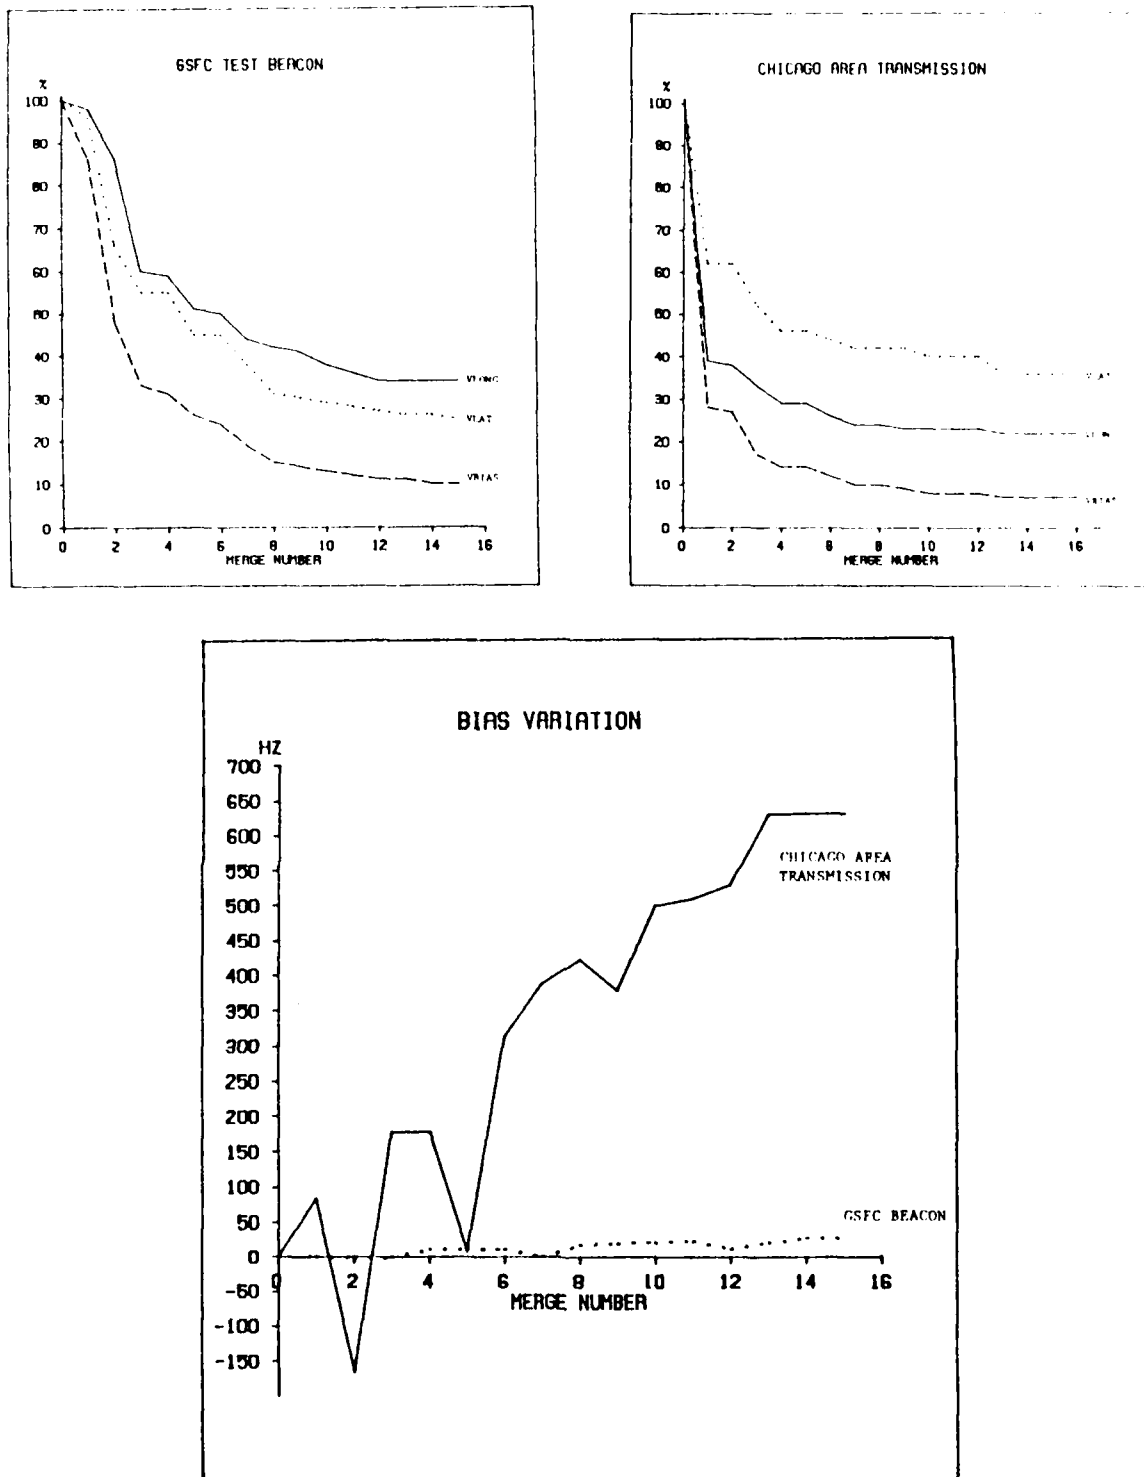 GSFC TEST BEACON
%
100
80
80
70
60
50
40
30
20
10
0
0 2 4 6 8 10 12 14 16
MERGE NUMBER
VLONG
VLAT
VBIAS
CHICAGO AREA TRANSMISSION
%
100
90
80
70
60
50
40
30
20
10
0
0 2 4 6 8 10 12 14 16
MERGE NUMBER
VLAT
VBIAS
BIAS VARIATION
HZ
700
650
600
550
500
450
400
350
300
250
200
150
100
50
0
-50
-100
-150
0 2 4 6 8 10 12 14 16
MERGE NUMBER
CHICAGO AREA
TRANSMISSION
GSFC BEACON